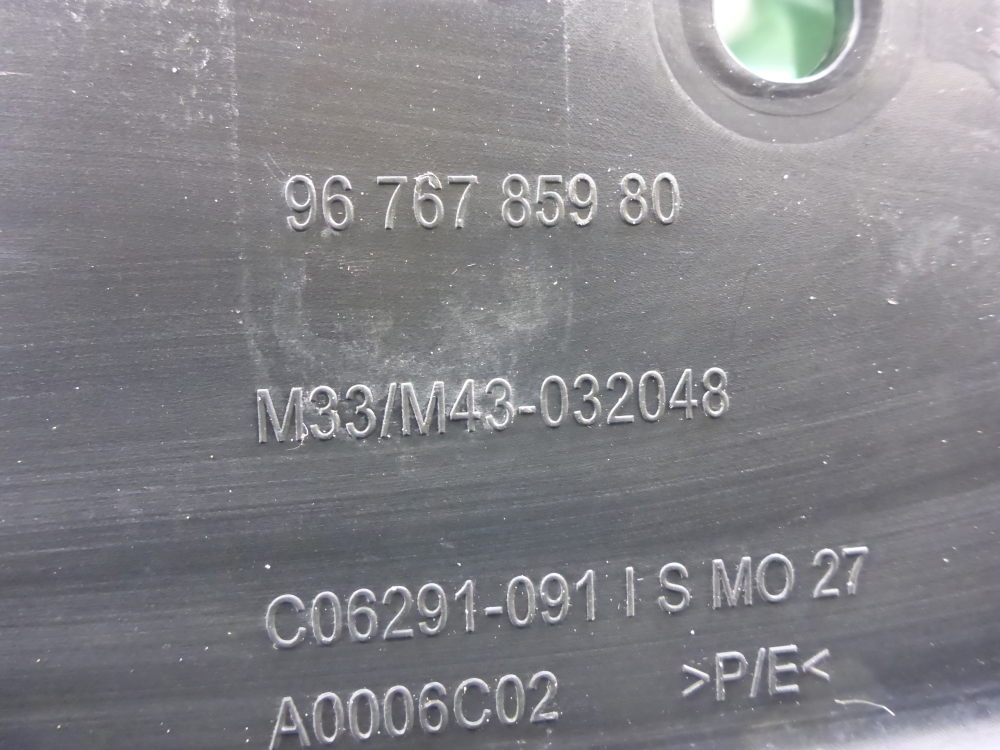 96 767 859 80
M33/M43-032048
C06291-091 I S MO 27
A0006C02 >P/E<